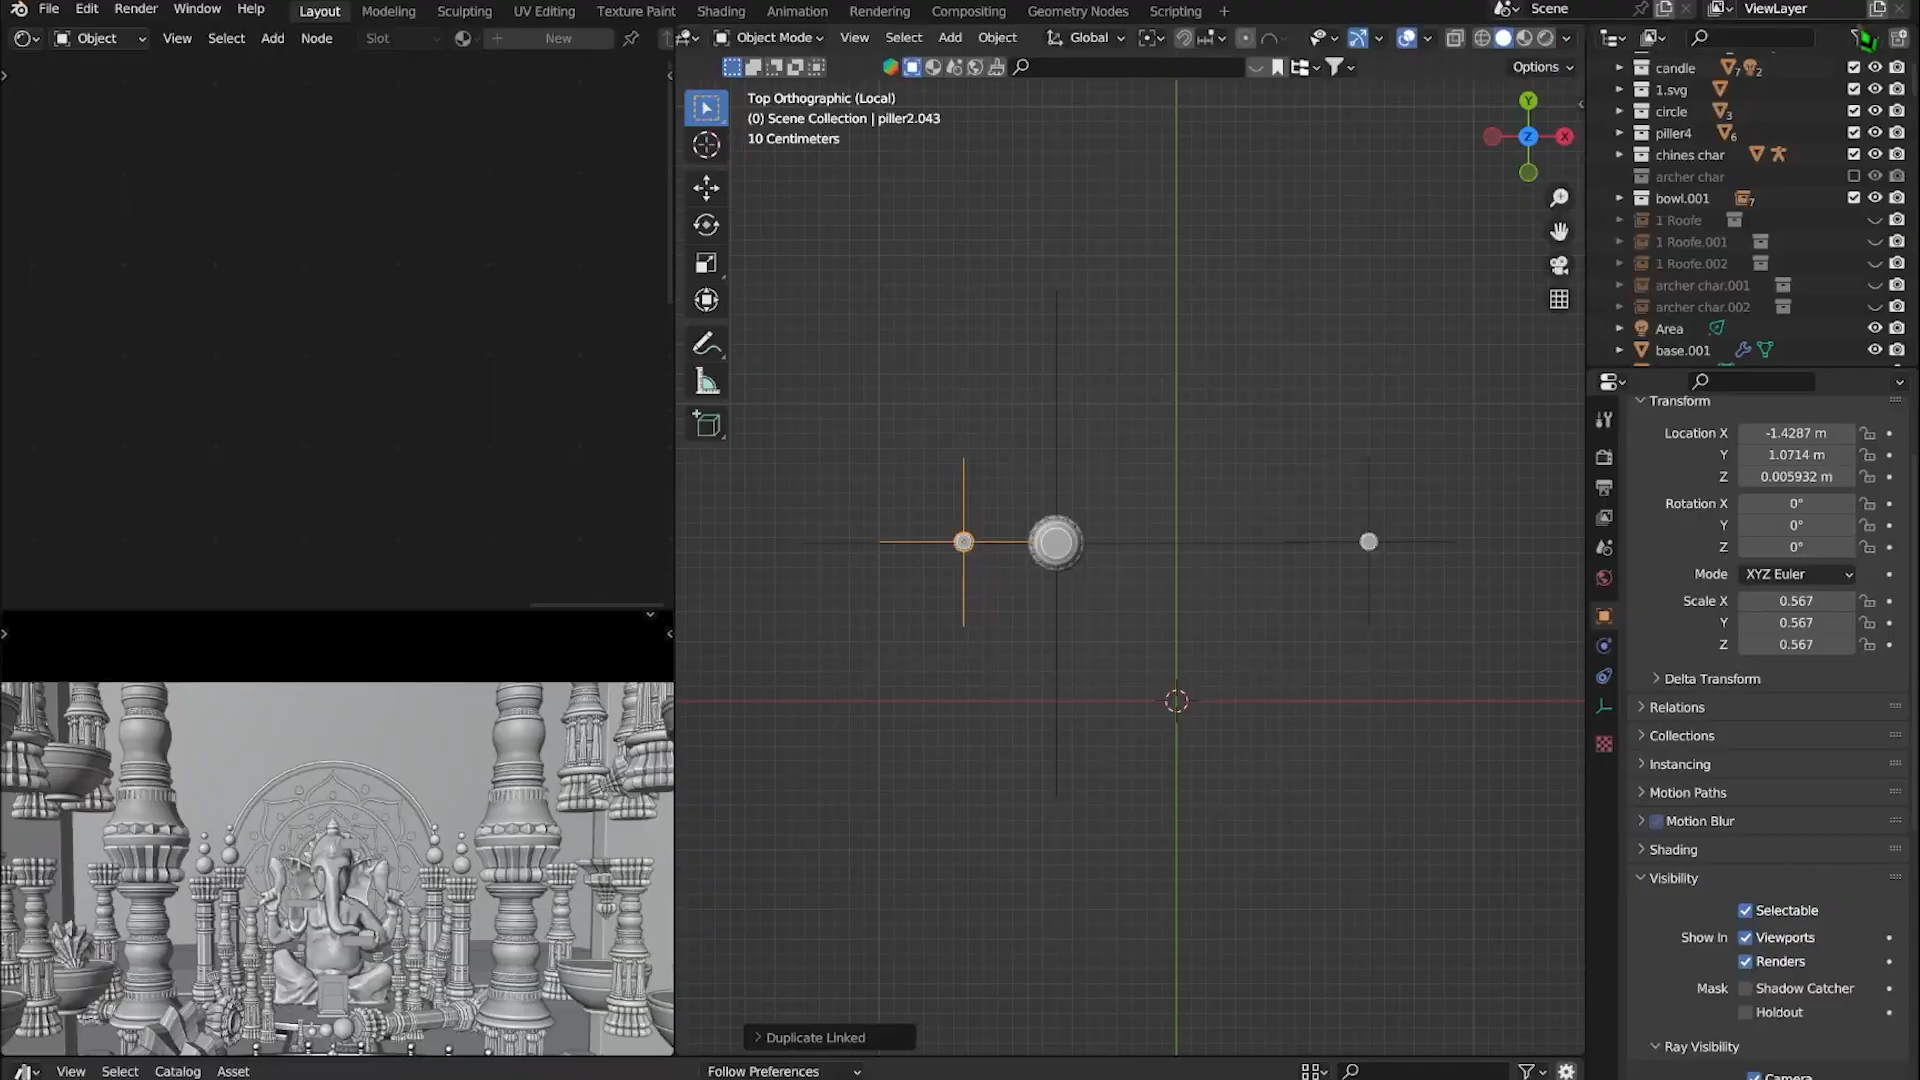 File Edit Render Window Help Layout Modeling Sculpting UV Editing Texture Paint Shading Animation Rendering Compositing Geometry Nodes Scripting + Scene ViewLayer
Object View Select Add Node Slot New Object Mode View Select Add Object Global
Options
Top Orthographic (Local)
(0) Scene Collection | piller2.043
10 Centimeters
Y
Z
X
candle 7 2
1.svg
circle 3
piller4 6
chines char
archer char
bowl.001 7
1 Roofe
1 Roofe.001
1 Roofe.002
archer char.001
archer char.002
Area
base.001
Transform
Location X -1.4287 m
Y 1.0714 m
Z 0.005932 m
Rotation X 0°
Y 0°
Z 0°
Mode XYZ Euler
Scale X 0.567
Y 0.567
Z 0.567
Delta Transform
Relations
Collections
Instancing
Motion Paths
Motion Blur
Shading
Visibility
Selectable
Show In Viewports
Renders
Mask Shadow Catcher
Holdout
Ray Visibility
Camera
Duplicate Linked
View Select Catalog Asset Follow Preferences